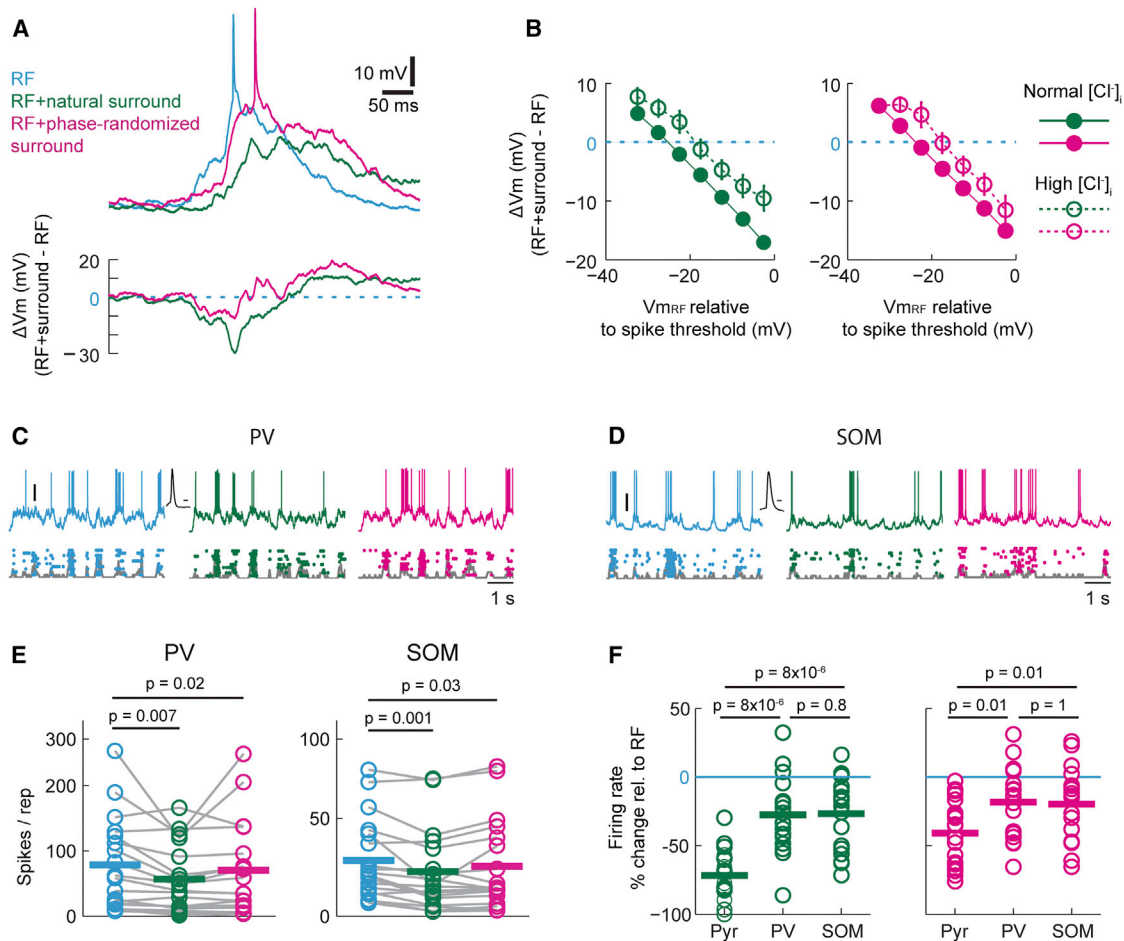 A
RF
RF+natural surround
RF+phase-randomized
surround
10 mV
50 ms
ΔVm (mV)
(RF+surround - RF)
20
0
−30
B
ΔVm (mV)
(RF+surround - RF)
10
0
−10
−20
−40
−20
0
VmRF relative
to spike threshold (mV)
10
0
−10
−20
−40
−20
0
VmRF relative
to spike threshold (mV)
Normal [Cl-]i
High [Cl-]i
C
PV
1 s
D
SOM
1 s
E
PV
p = 0.02
p = 0.007
Spikes / rep
300
200
100
0
SOM
p = 0.03
p = 0.001
100
50
0
F
p = 8x10-6
p = 8x10-6
p = 0.8
Firing rate
% change rel. to RF
50
0
−50
−100
Pyr
PV
SOM
p = 0.01
p = 0.01
p = 1
Pyr
PV
SOM